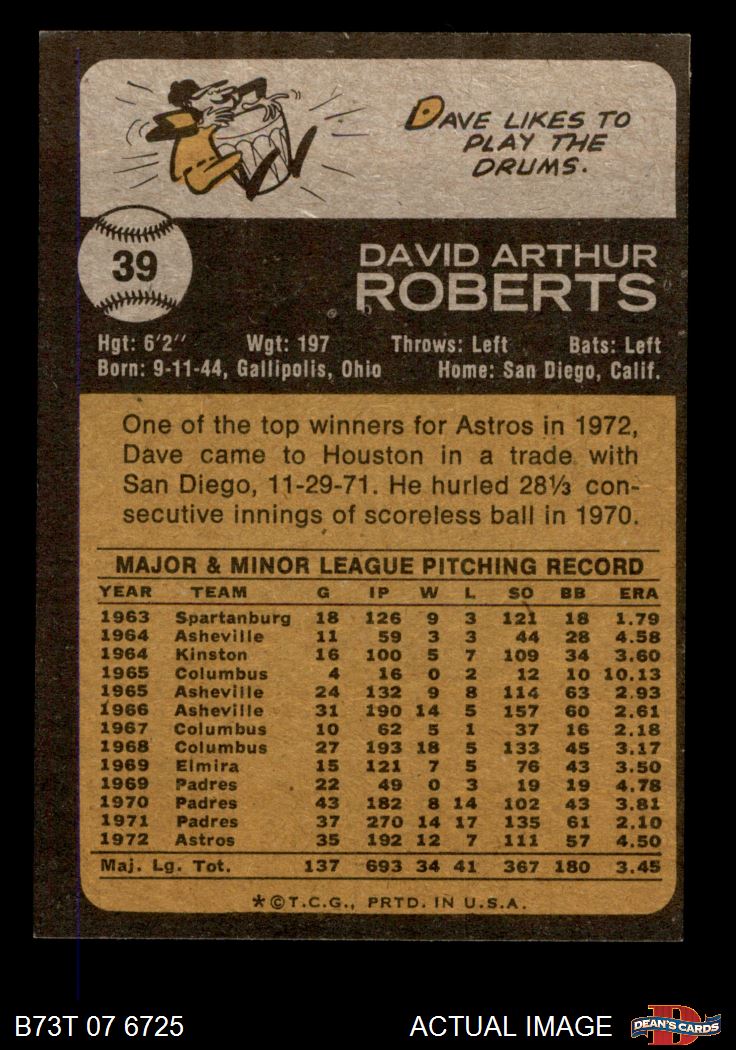 DAVE LIKES TO
PLAY THE
DRUMS.
39
DAVID ARTHUR
ROBERTS
Hgt: 6'2" Wgt: 197 Throws: Left Bats: Left
Born: 9-11-44, Gallipolis, Ohio Home: San Diego, Calif.
One of the top winners for Astros in 1972,
Dave came to Houston in a trade with
San Diego, 11-29-71. He hurled 28⅓ con-
secutive innings of scoreless ball in 1970.
MAJOR & MINOR LEAGUE PITCHING RECORD
YEAR TEAM G IP W L SO BB ERA
1963 Spartanburg 18 126 9 3 121 18 1.79
1964 Asheville 11 59 3 3 44 28 4.58
1964 Kinston 16 100 5 7 109 34 3.60
1965 Columbus 4 16 0 2 12 10 10.13
1965 Asheville 24 132 9 8 114 63 2.93
1966 Asheville 31 190 14 5 157 60 2.61
1967 Columbus 10 62 5 1 37 16 2.18
1968 Columbus 27 193 18 5 133 45 3.17
1969 Elmira 15 121 7 5 76 43 3.50
1969 Padres 22 49 0 3 19 19 4.78
1970 Padres 43 182 8 14 102 43 3.81
1971 Padres 37 270 14 17 135 61 2.10
1972 Astros 35 192 12 7 111 57 4.50
Maj. Lg. Tot. 137 693 34 41 367 180 3.45
*©T.C.G., PRTD. IN U.S.A.
B73T 07 6725 ACTUAL IMAGE DEAN'S CARDS